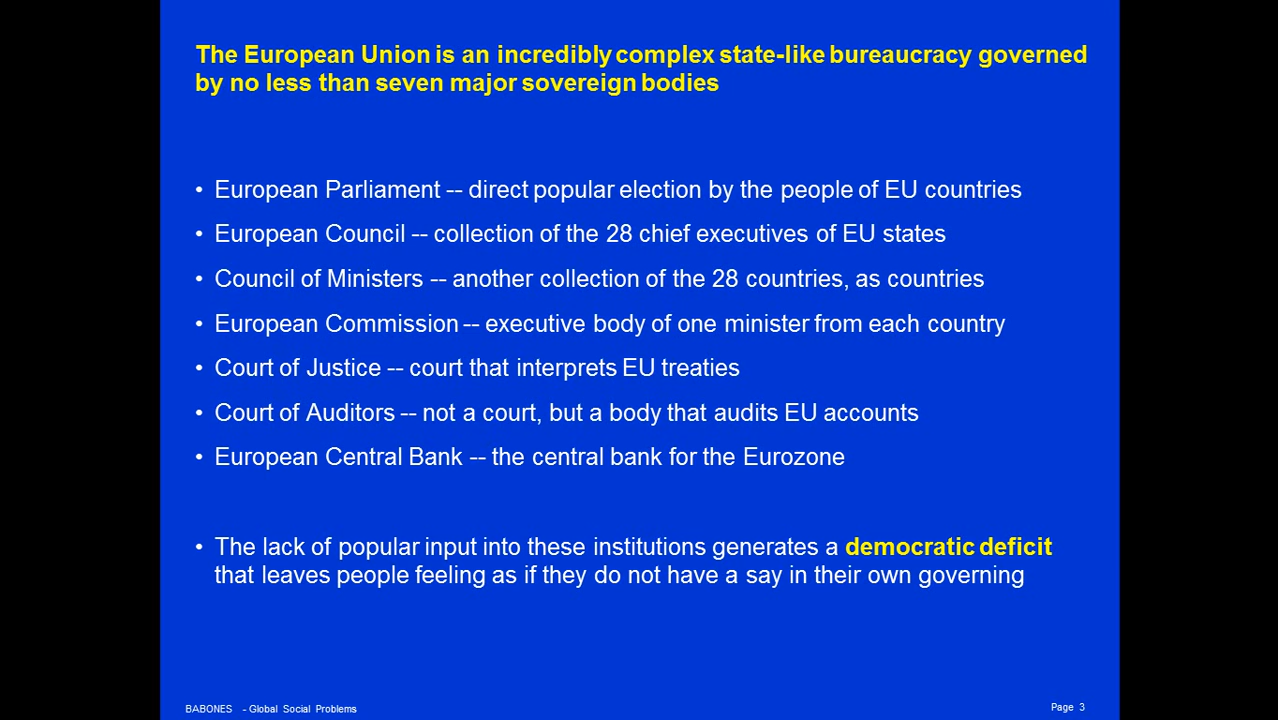 The European Union is an incredibly complex state-like bureaucracy governed
by no less than seven major sovereign bodies
• European Parliament -- direct popular election by the people of EU countries
• European Council -- collection of the 28 chief executives of EU states
• Council of Ministers -- another collection of the 28 countries, as countries
• European Commission -- executive body of one minister from each country
• Court of Justice -- court that interprets EU treaties
• Court of Auditors -- not a court, but a body that audits EU accounts
• European Central Bank -- the central bank for the Eurozone
• The lack of popular input into these institutions generates a democratic deficit
that leaves people feeling as if they do not have a say in their own governing
BABONES - Global Social Problems
Page 3